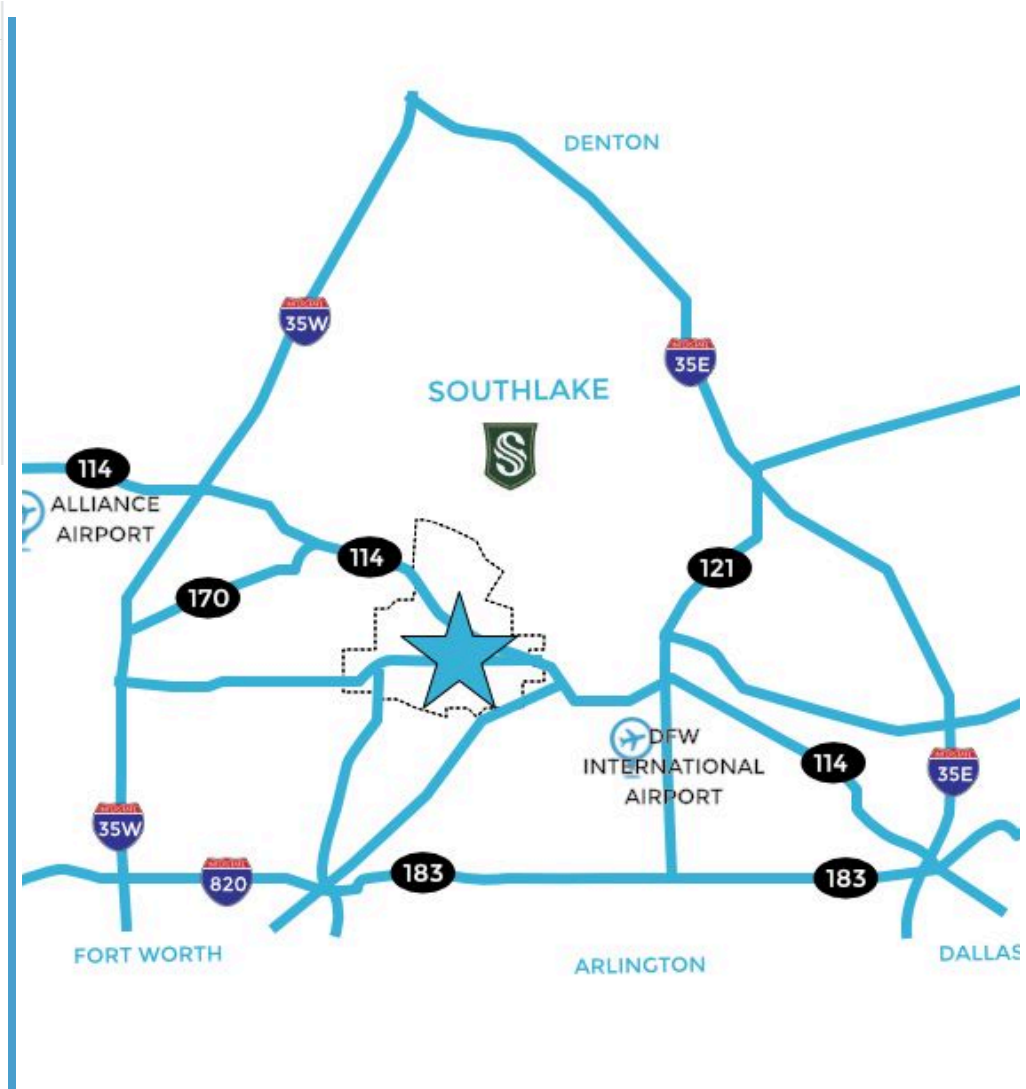 DENTON
35W
35E
SOUTHLAKE
S
114
ALLIANCE
AIRPORT
114
121
170
DFW
INTERNATIONAL
AIRPORT
114
35E
35W
820
183
183
FORT WORTH
ARLINGTON
DALLAS